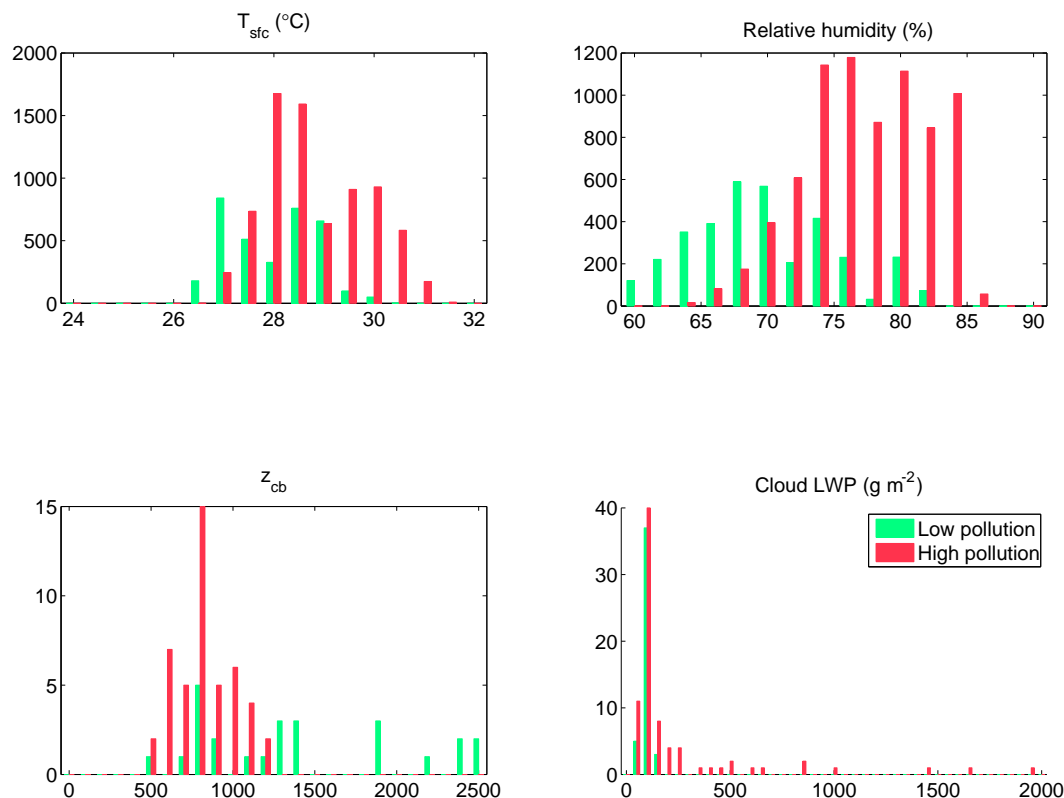 T_sfc (°C)
2000
1500
1000
500
0
24 26 28 30 32
Relative humidity (%)
1200
1000
800
600
400
200
0
60 65 70 75 80 85 90
z_cb
15
10
5
0
0 500 1000 1500 2000 2500
Cloud LWP (g m^-2)
40
30
20
10
0
0 500 1000 1500 2000
Low pollution
High pollution